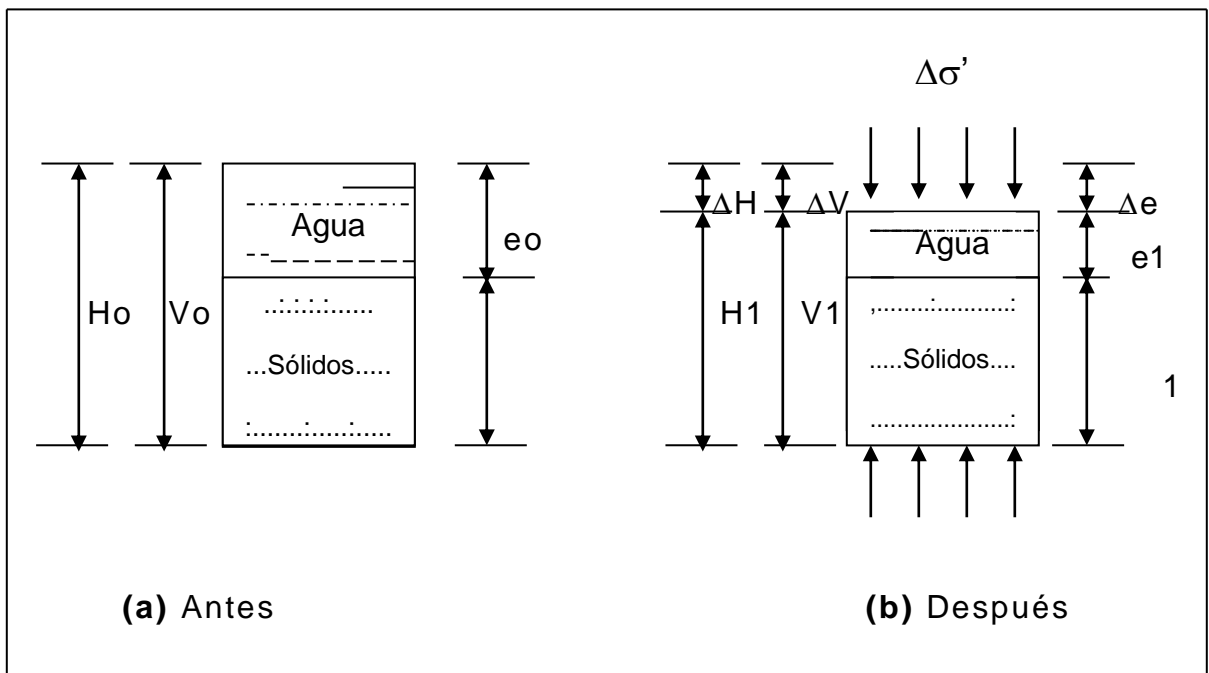 Δσ’
Agua
eo
Ho
Vo
...Sólidos.....
(a) Antes
ΔH
ΔV
Δe
Agua
e1
H1
V1
.....Sólidos....
1
(b) Después